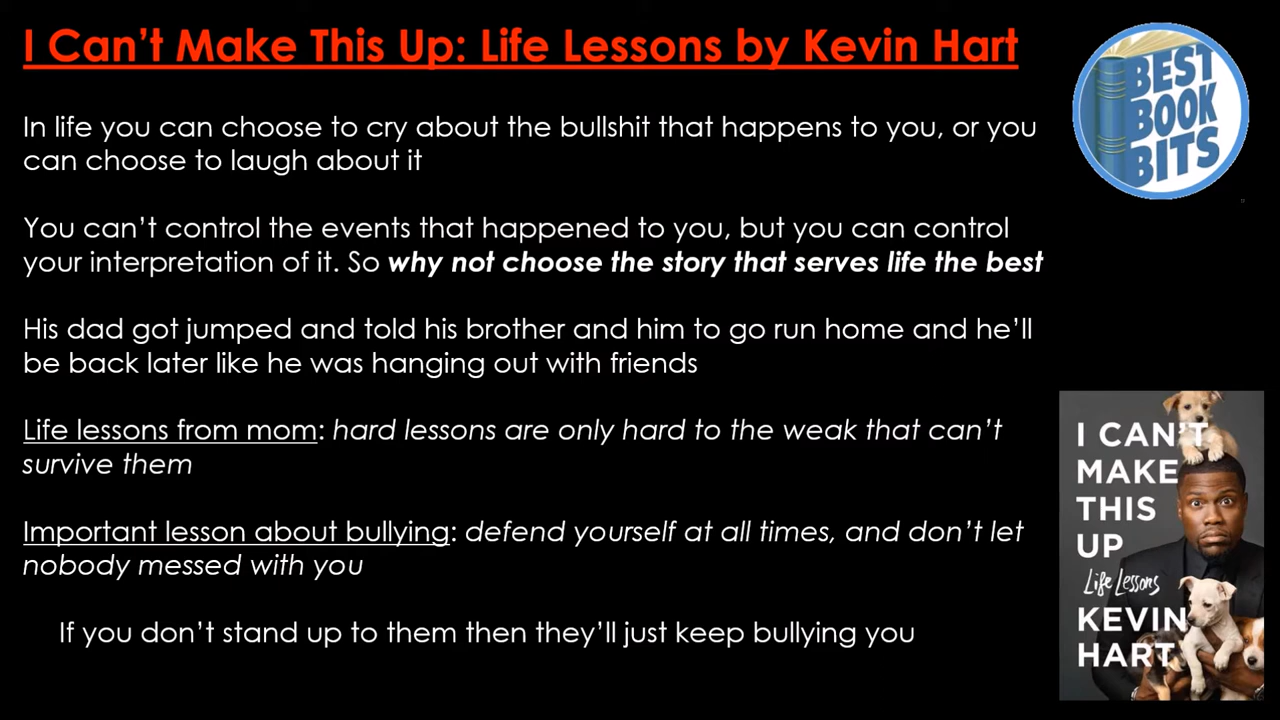 I Can't Make This Up: Life Lessons by Kevin Hart
BEST
BOOK
BITS
In life you can choose to cry about the bullshit that happens to you, or you
can choose to laugh about it
You can't control the events that happened to you, but you can control
your interpretation of it. So why not choose the story that serves life the best
His dad got jumped and told his brother and him to go run home and he'll
be back later like he was hanging out with friends
Life lessons from mom: hard lessons are only hard to the weak that can't
survive them
Important lesson about bullying: defend yourself at all times, and don't let
nobody messed with you
If you don't stand up to them then they'll just keep bullying you
I CAN'T
MAKE
THIS
UP
Life Lessons
KEVIN
HART